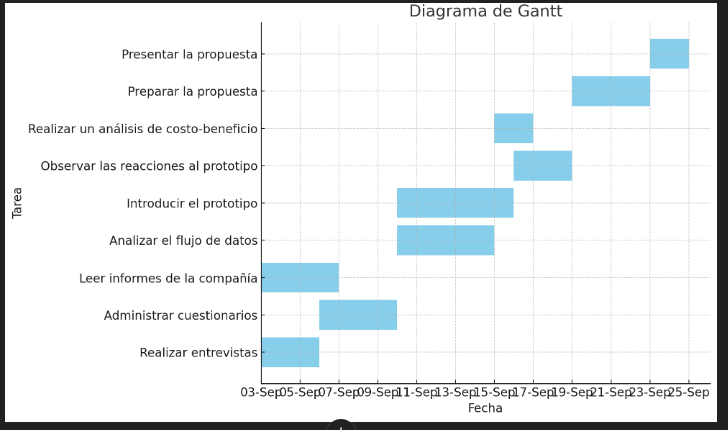 Diagrama de Gantt
Presentar la propuesta
Preparar la propuesta
Realizar un análisis de costo-beneficio
Observar las reacciones al prototipo
Introducir el prototipo
Analizar el flujo de datos
Leer informes de la compañía
Administrar cuestionarios
Realizar entrevistas
Tarea
03-Sep 05-Sep 07-Sep 09-Sep 11-Sep 13-Sep 15-Sep 17-Sep 19-Sep 21-Sep 23-Sep 25-Sep
Fecha